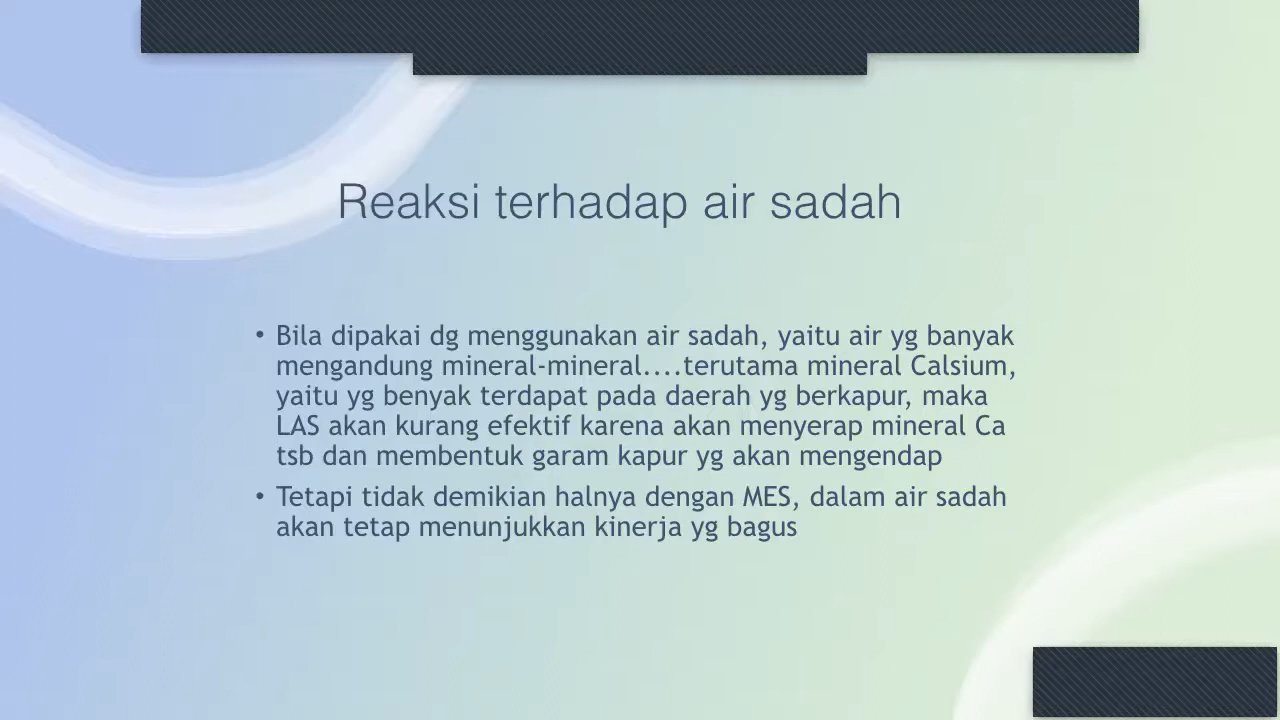 Reaksi terhadap air sadah
• Bila dipakai dg menggunakan air sadah, yaitu air yg banyak
mengandung mineral-mineral....terutama mineral Calsium,
yaitu yg benyak terdapat pada daerah yg berkapur, maka
LAS akan kurang efektif karena akan menyerap mineral Ca
tsb dan membentuk garam kapur yg akan mengendap
• Tetapi tidak demikian halnya dengan MES, dalam air sadah
akan tetap menunjukkan kinerja yg bagus